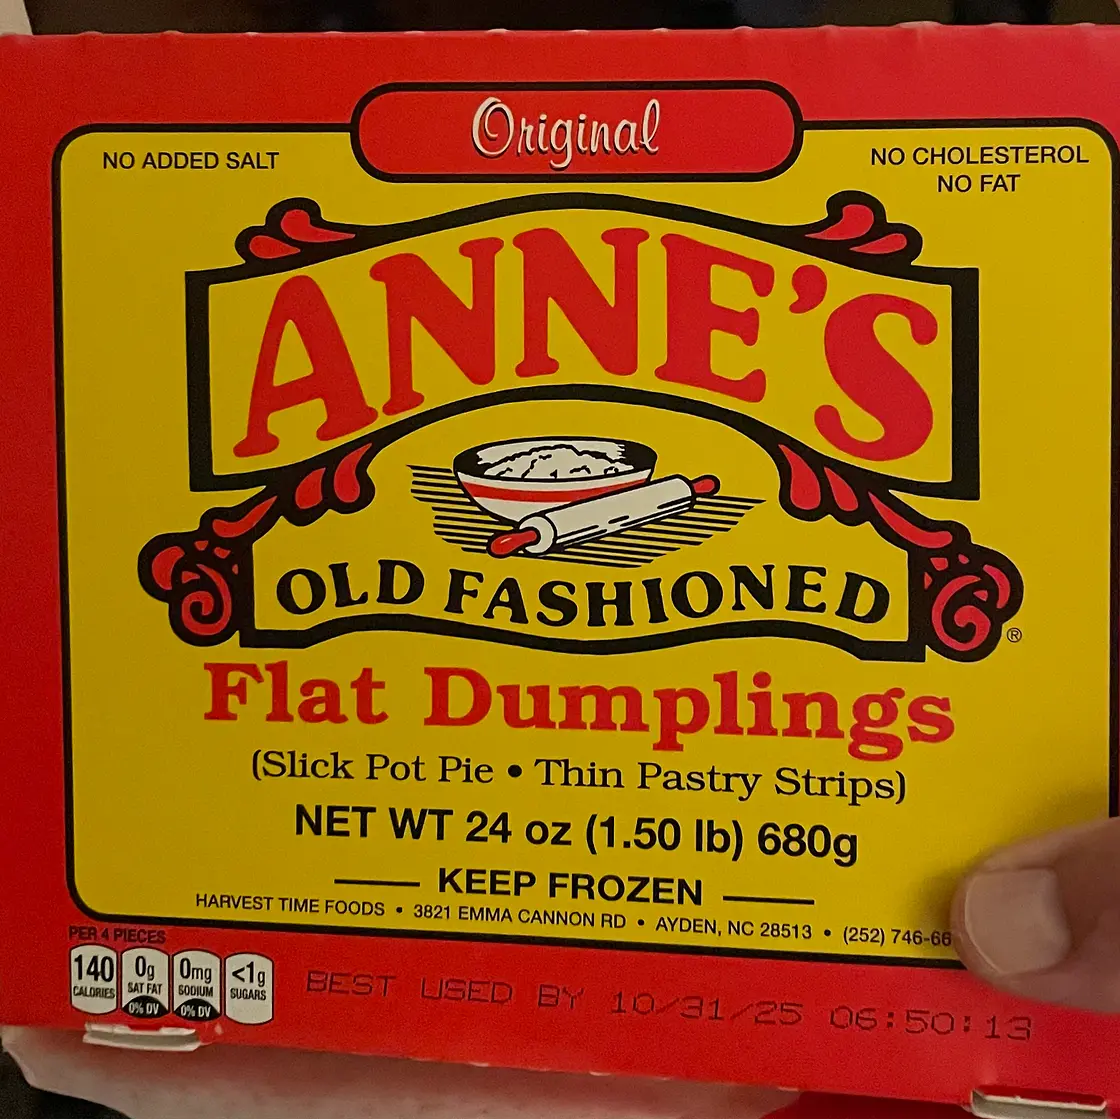 Original
NO ADDED SALT
NO CHOLESTEROL
NO FAT
ANNE'S
OLD FASHIONED
®
Flat Dumplings
(Slick Pot Pie • Thin Pastry Strips)
NET WT 24 oz (1.50 lb) 680g
KEEP FROZEN
HARVEST TIME FOODS • 3821 EMMA CANNON RD • AYDEN, NC 28513 • (252) 746-66
PER 4 PIECES
140 CALORIES
0g SAT FAT 0% DV
0mg SODIUM 0% DV
<1g SUGARS
BEST USED BY 10/31/25 06:50:13